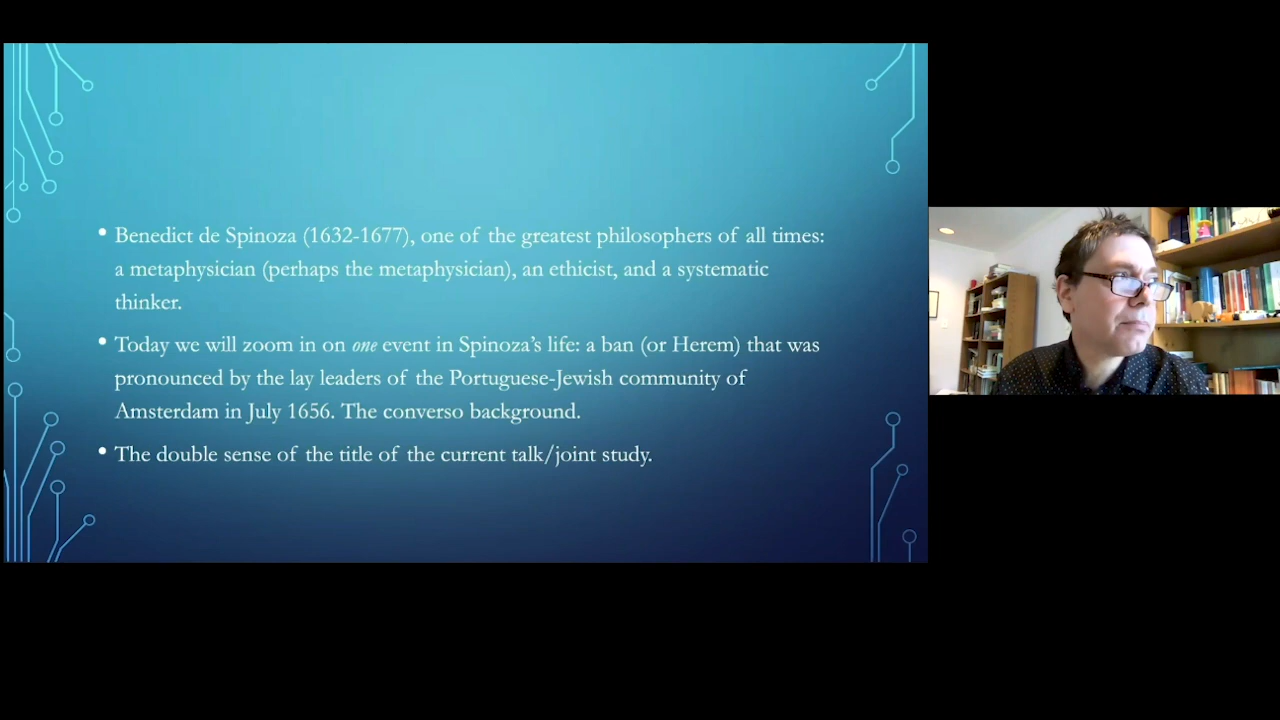 • Benedict de Spinoza (1632-1677), one of the greatest philosophers of all times:
a metaphysician (perhaps the metaphysician), an ethicist, and a systematic
thinker.
• Today we will zoom in on one event in Spinoza’s life: a ban (or Herem) that was
pronounced by the lay leaders of the Portuguese-Jewish community of
Amsterdam in July 1656. The converso background.
• The double sense of the title of the current talk/joint study.